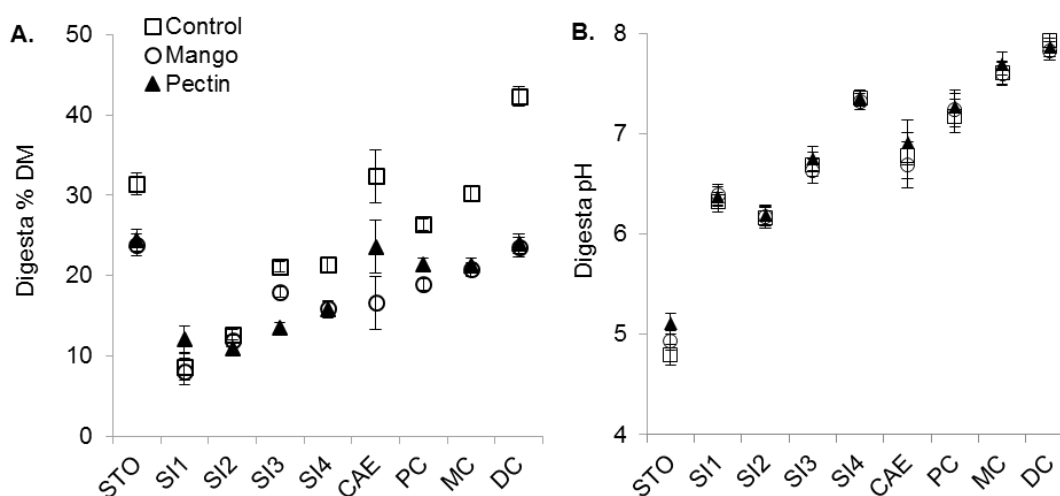 A.
Control
Mango
Pectin
Digesta % DM
50
40
30
20
10
0
STO SI1 SI2 SI3 SI4 CAE PC MC DC
B.
Digesta pH
8
7
6
5
4
STO SI1 SI2 SI3 SI4 CAE PC MC DC